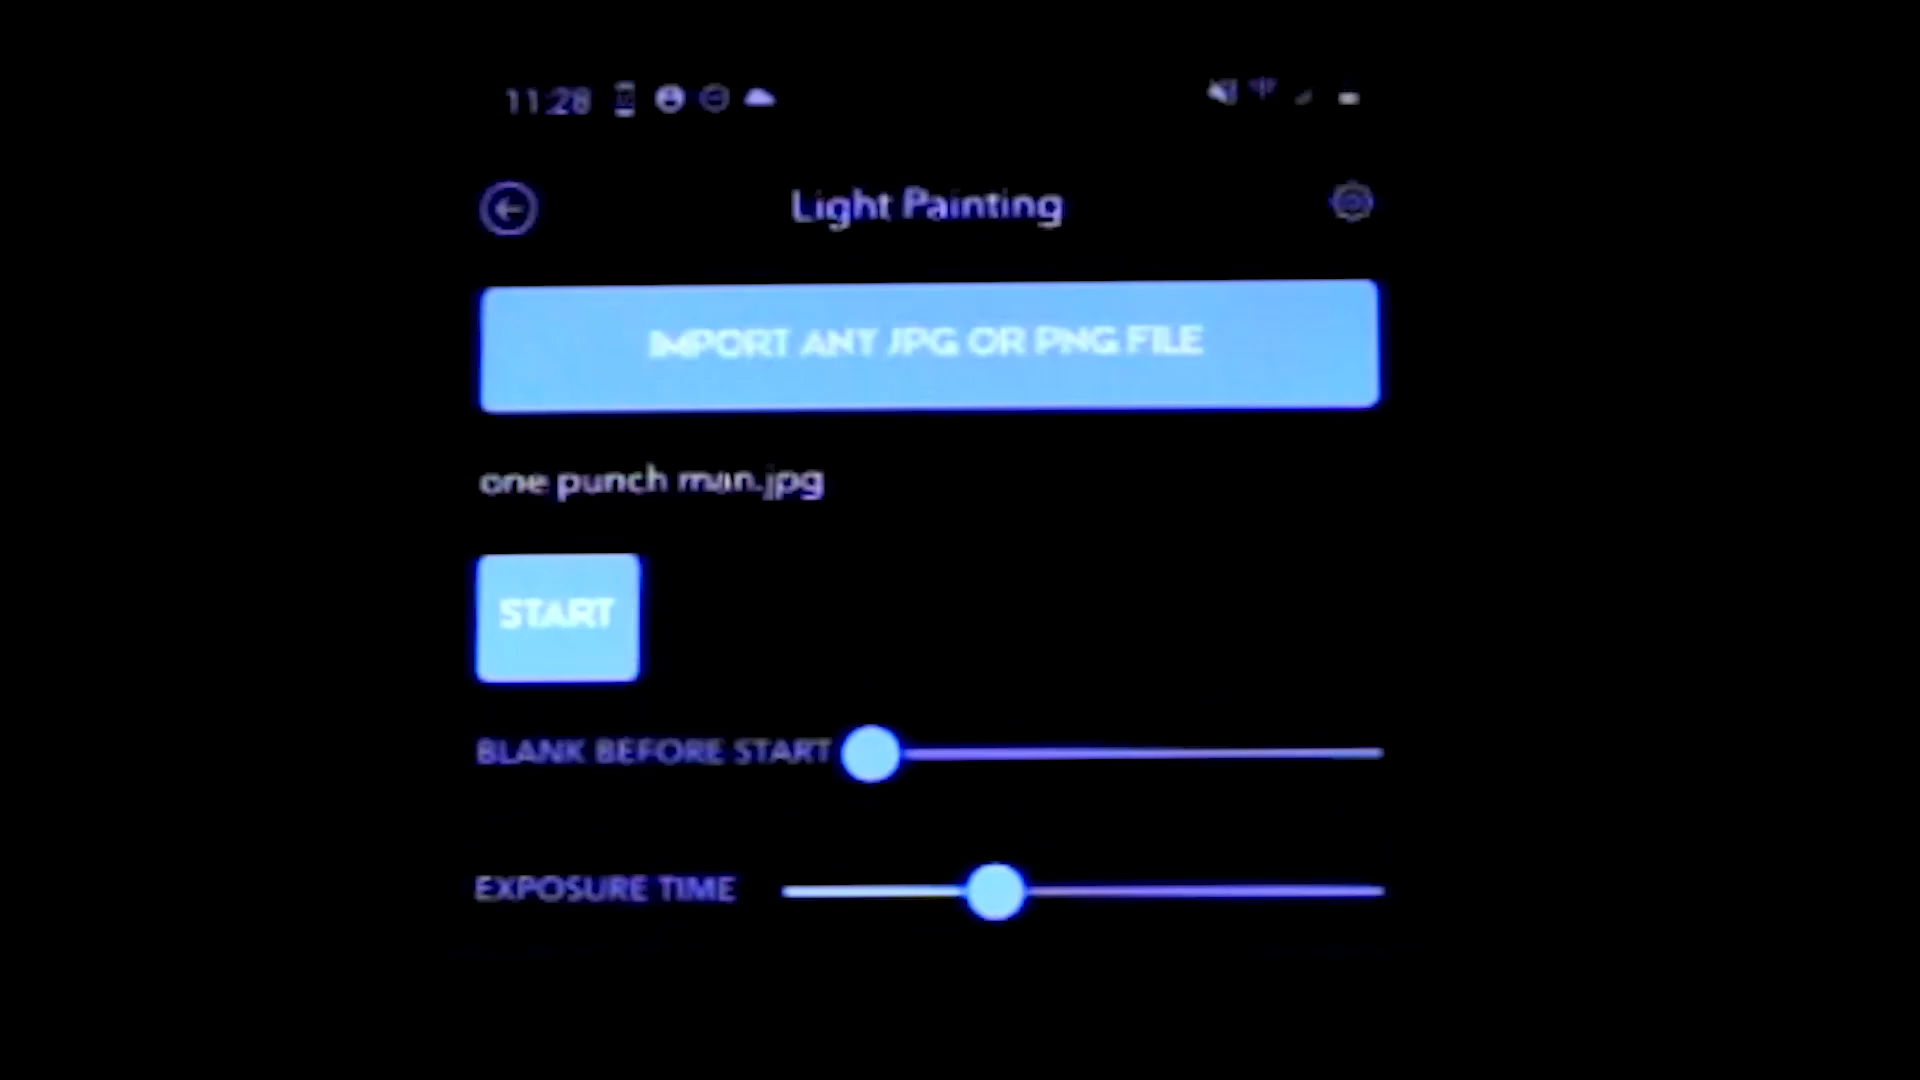 11:28
Light Painting
IMPORT ANY JPG OR PNG FILE
one punch man.jpg
START
BLANK BEFORE START
EXPOSURE TIME